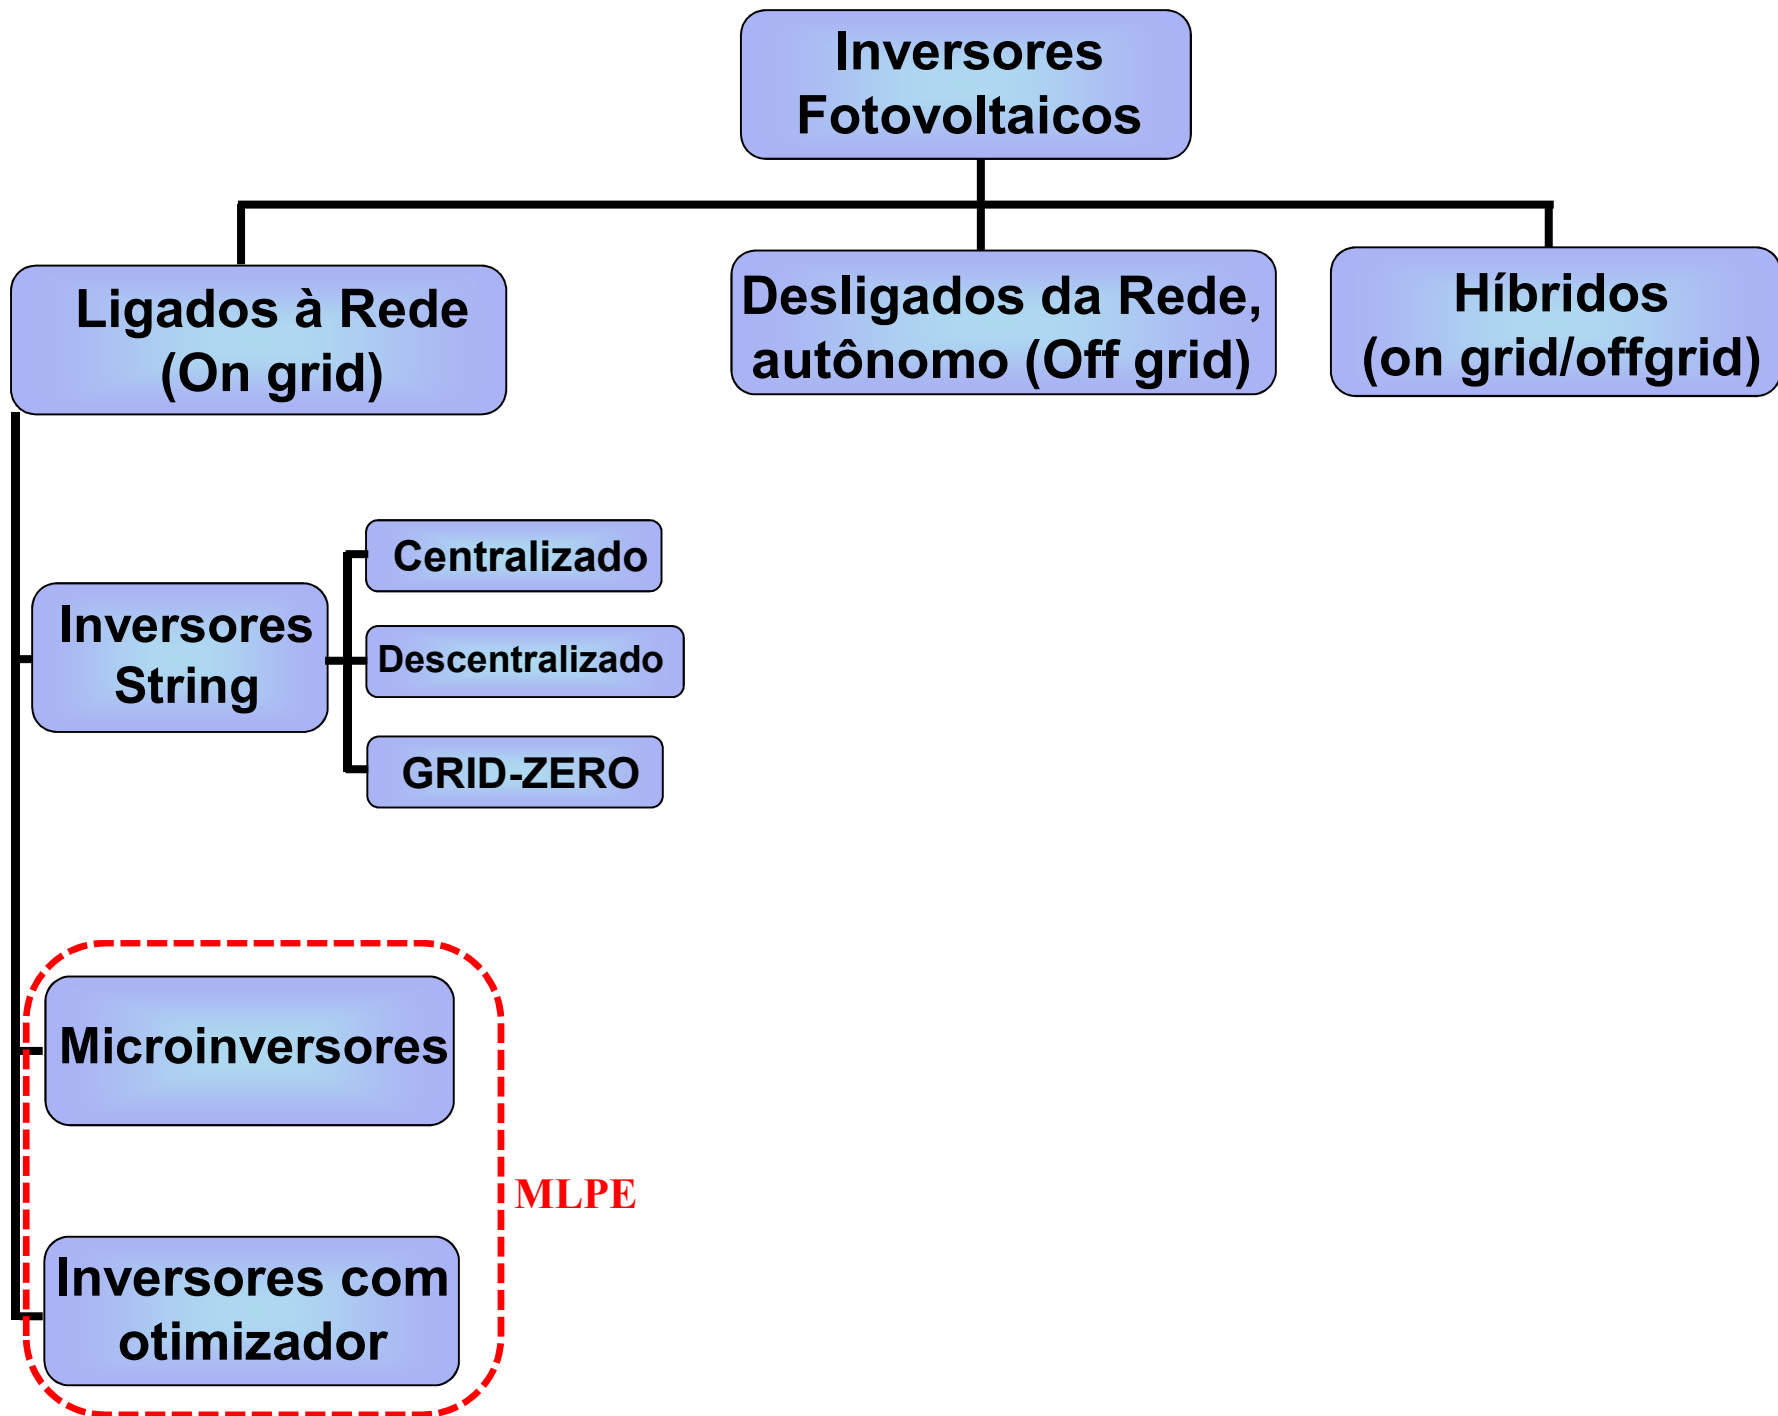 Inversores
Fotovoltaicos
Ligados à Rede
(On grid)
Desligados da Rede,
autônomo (Off grid)
Híbridos
(on grid/offgrid)
Inversores
String
Centralizado
Descentralizado
GRID-ZERO
Microinversores
MLPE
Inversores com
otimizador